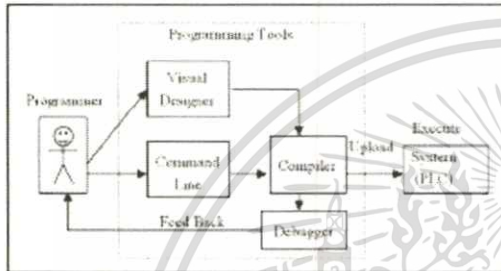 Programming Tools
Visual
Designer
Programmer
Execute
Command
Line
Compiler
Upload
System
(PLC)
Feed Back
Debugger